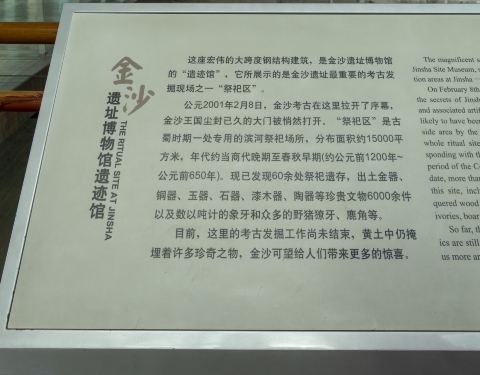 金沙
遗址博物馆遗迹馆
THE RITUAL SITE AT JINSHA
这座宏伟的大跨度钢结构建筑，是金沙遗址博物馆
的“遗迹馆”，它所展示的是金沙遗址最重要的考古发
掘现场之一“祭祀区”。
公元2001年2月8日，金沙考古在这里拉开了序幕，
金沙王国尘封已久的大门被悄然打开。“祭祀区”是古
蜀时期一处专用的滨河祭祀场所，分布面积约15000平
方米，年代约当商代晚期至春秋早期(约公元前1200年~
公元前650年)。现已发现60余处祭祀遗存，出土金器、
铜器、玉器、石器、漆木器、陶器等珍贵文物6000余件
以及数以吨计的象牙和众多的野猪獠牙、鹿角等。
目前，这里的考古发掘工作尚未结束，黄土中仍掩
埋着许多珍奇之物，金沙可望给人们带来更多的惊喜。
The magnificent s
Jinsha Site Museum,
tion areas at Jinsha
On February 8th
the secrets of Jinsh
and associated artif
likely to have been
side area by the
whole ritual site
sponding with th
period of the C
date, more than
this site, inclu
quered wood
ivories, boar
So far, th
ics are still
us more an